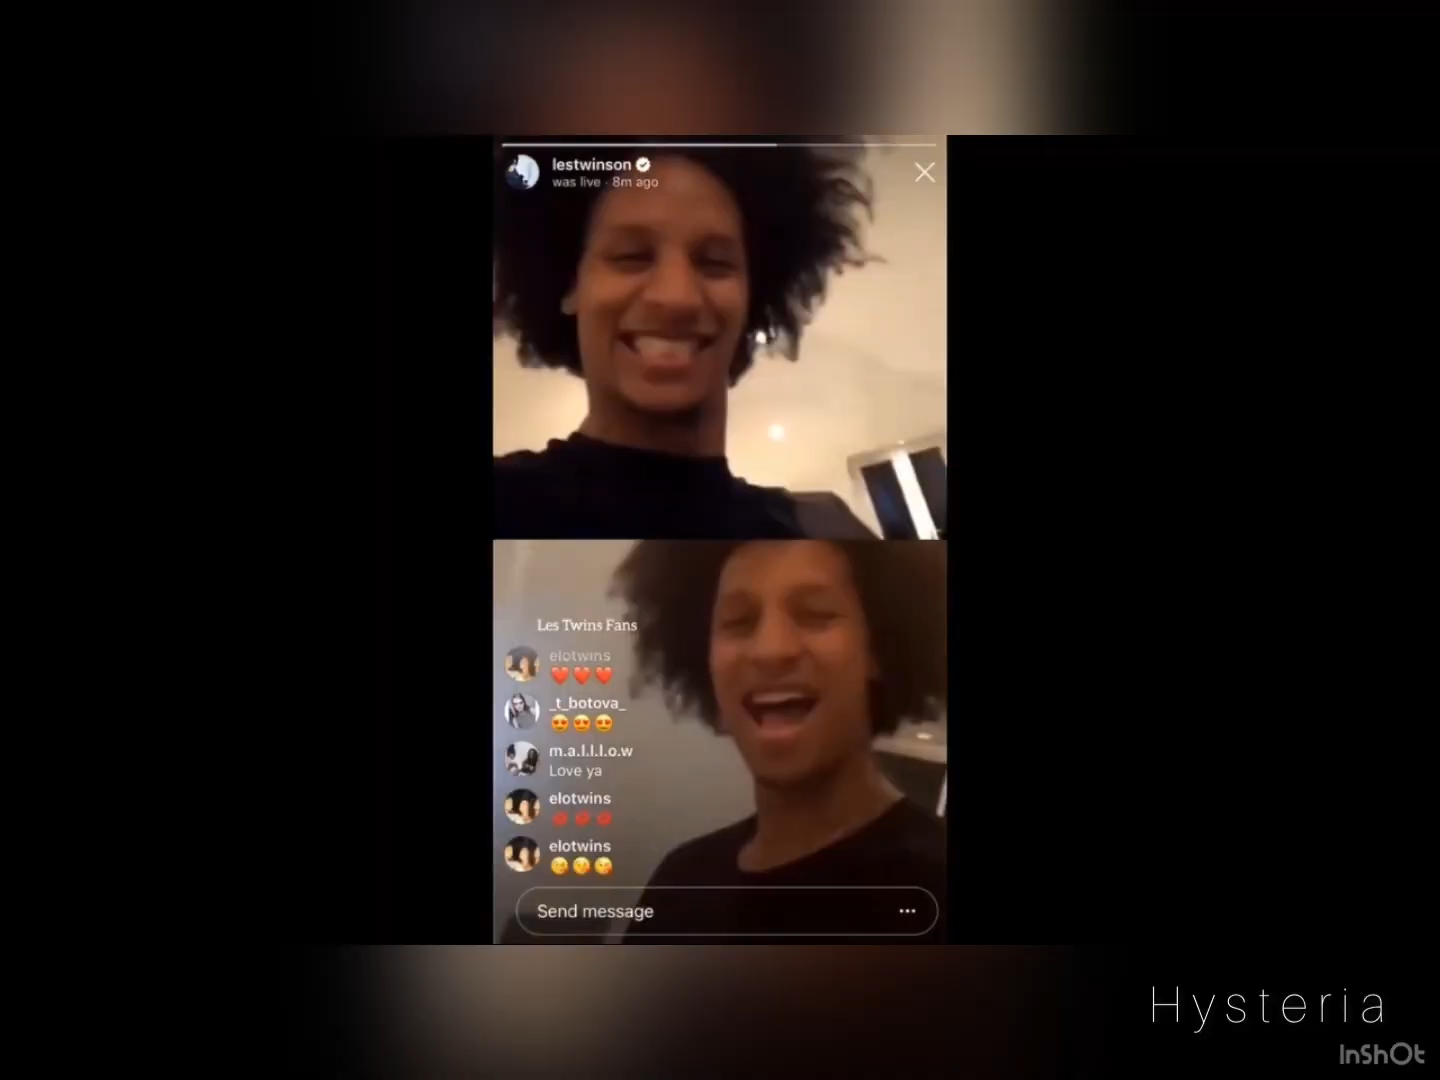 lestwinson
was live · 8m ago
Les Twins Fans
elotwins
❤️❤️❤️
_t_botova_
😍😍😍
m.a.l.l.l.o.w
Love ya
elotwins
💋💋💋
elotwins
😘😘😘
Send message
Hysteria
InShOt